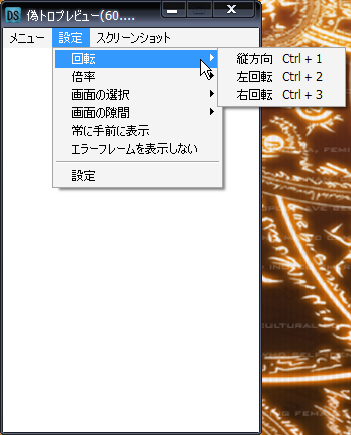 DS 偽トロプレビュー(60....
メニュー 設定 スクリーンショット
回転
縦方向 Ctrl + 1
倍率
左回転 Ctrl + 2
画面の選択
右回転 Ctrl + 3
画面の隙間
常に手前に表示
エラーフレームを表示しない
設定